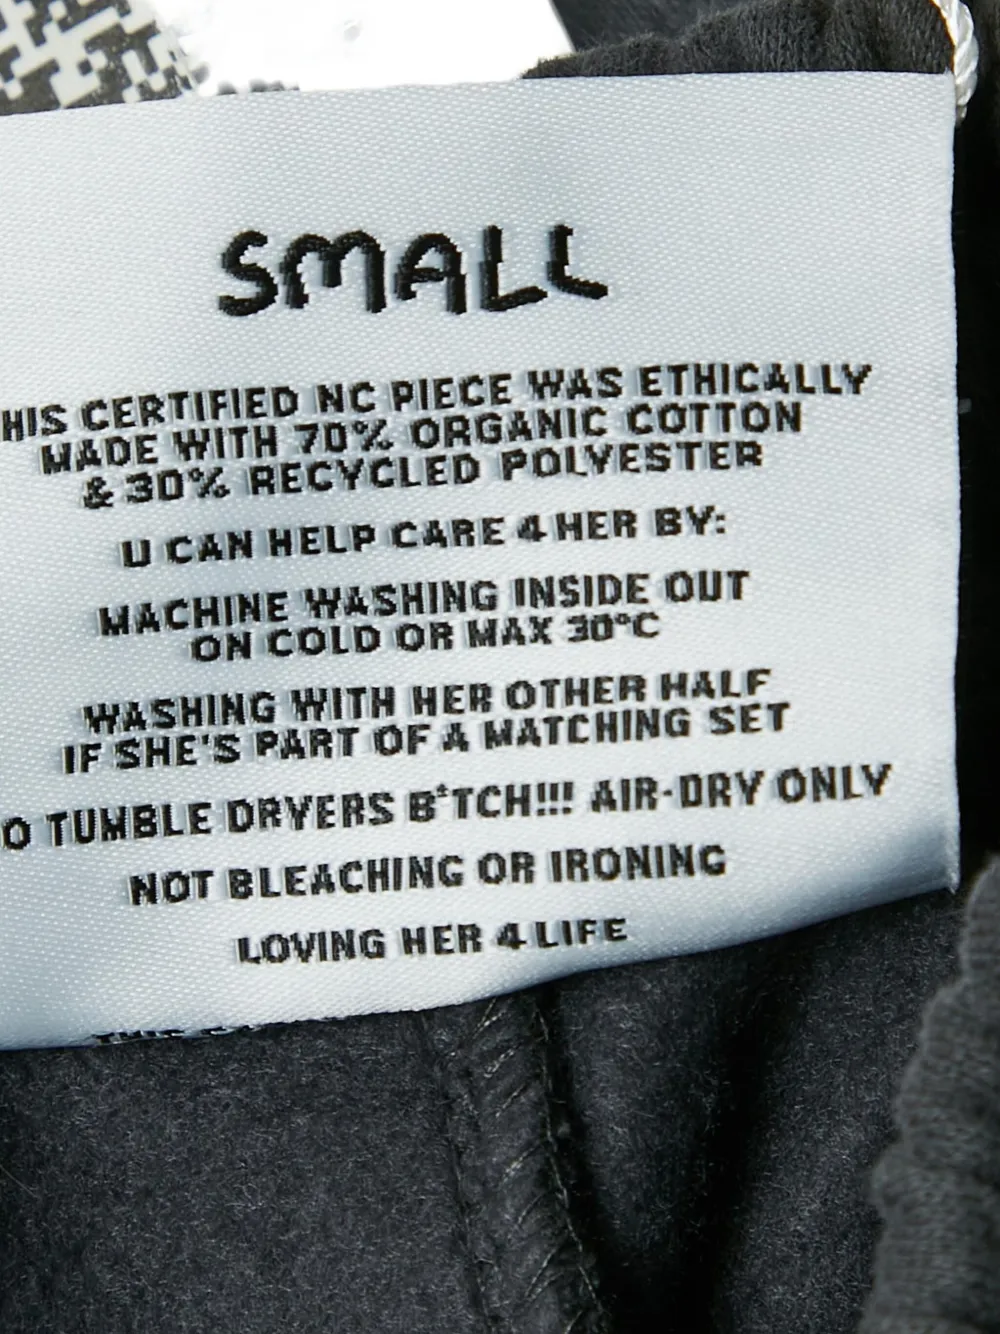 SMALL
HIS CERTIFIED NC PIECE WAS ETHICALLY
MADE WITH 70% ORGANIC COTTON
& 30% RECYCLED POLYESTER
U CAN HELP CARE 4 HER BY:
MACHINE WASHING INSIDE OUT
ON COLD OR MAX 30°C
WASHING WITH HER OTHER HALF
IF SHE'S PART OF A MATCHING SET
O TUMBLE DRYERS B*TCH!!! AIR-DRY ONLY
NOT BLEACHING OR IRONING
LOVING HER 4 LIFE